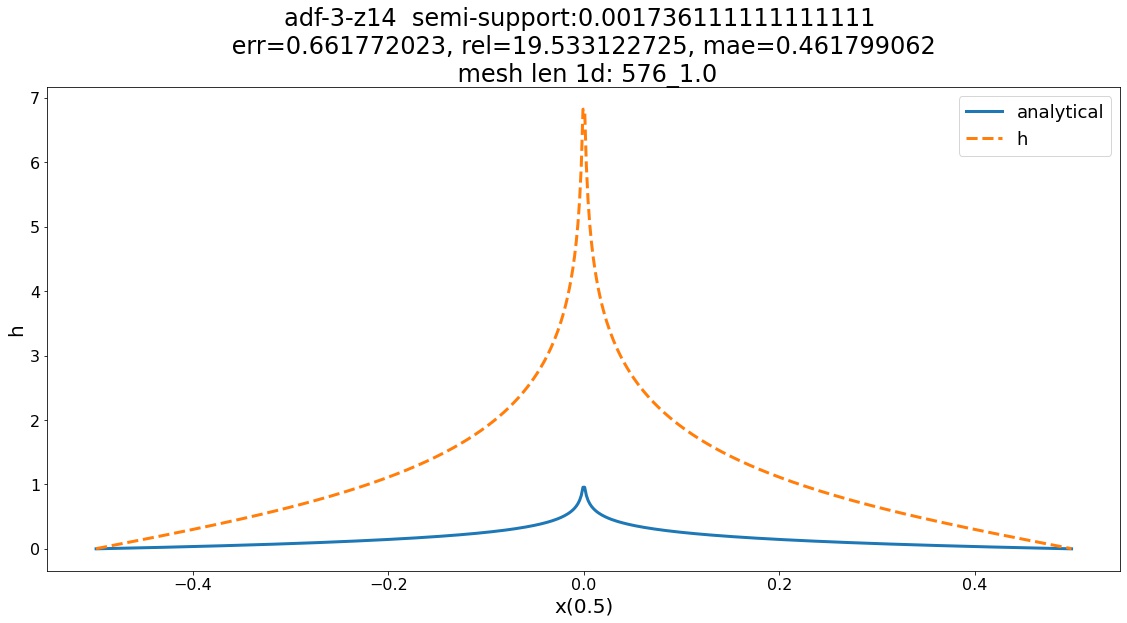 adf-3-z14  semi-support:0.001736111111111111
err=0.661772023, rel=19.533122725, mae=0.461799062
mesh len 1d: 576_1.0
7
6
5
4
3
2
1
0
h
analytical
h
−0.4
−0.2
0.0
0.2
0.4
x(0.5)